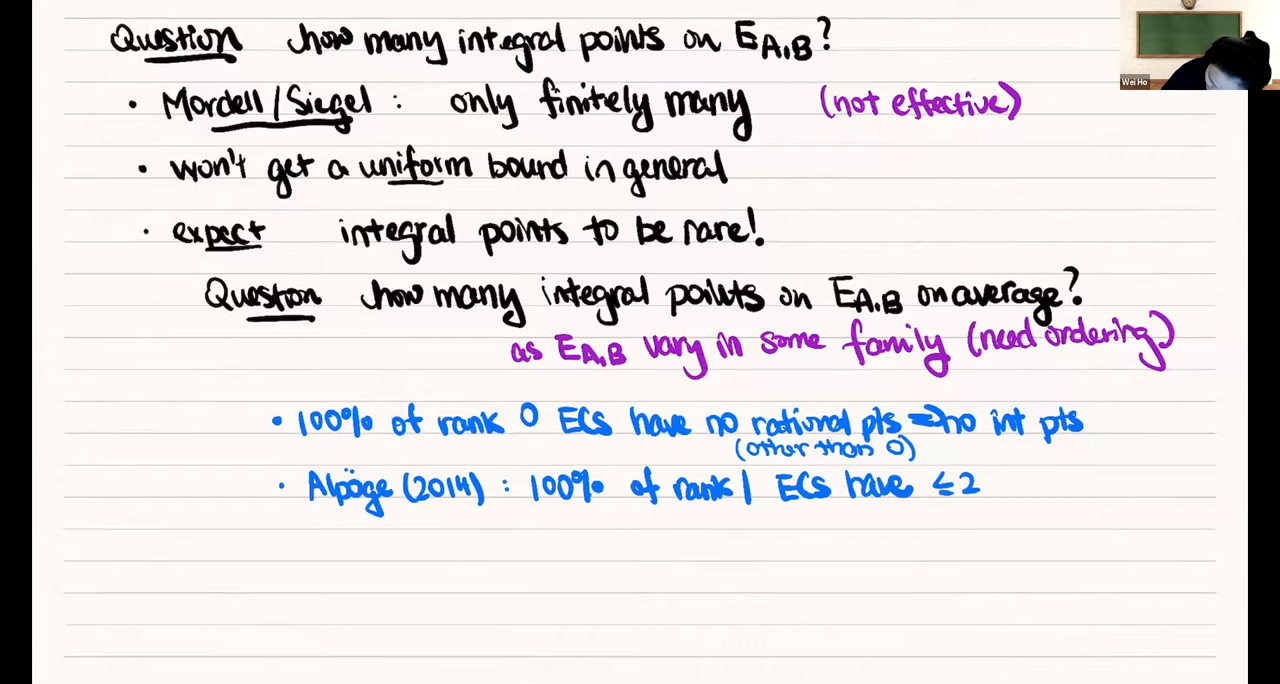 Question how many integral points on E_{A,B}?
Wei Ho
• Mordell/Siegel : only finitely many (not effective)
• won't get a uniform bound in general
• expect integral points to be rare!
Question how many integral points on E_{A,B} on average?
as E_{A,B} vary in some family (need ordering)
• 100% of rank 0 ECs have no rational pts ⇒ no int pts
(other than 0)
• Alpöge (2014) : 100% of rank 1 ECs have ≤ 2